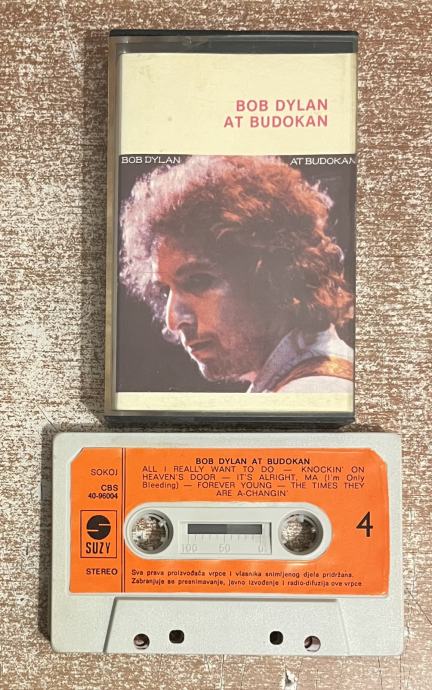 BOB DYLAN
AT BUDOKAN
BOB DYLAN AT BUDOKAN
BOB DYLAN AT BUDOKAN
SOKOJ
ALL I REALLY WANT TO DO — KNOCKIN' ON
HEAVEN'S DOOR — IT'S ALRIGHT, MA (I'm Only
Bleeding) — FOREVER YOUNG — THE TIMES THEY
ARE A-CHANGIN'
CBS
40-96004
SUZY
4
100 50 0
STEREO
Sva prava proizvođača vrpce i vlasnika snimljenog djela pridržana.
Zabranjuje se presnimavanje, javno izvođenje i radio-difuzija ove vrpce